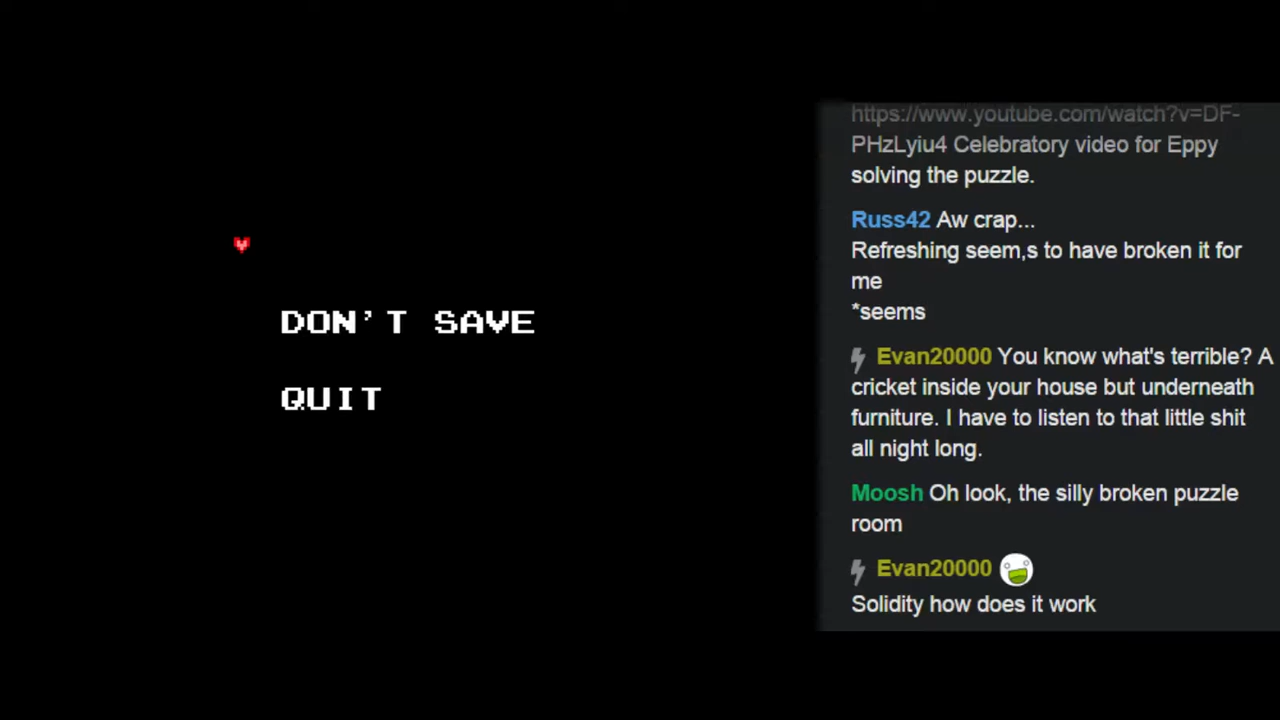 DON'T SAVE
QUIT
https://www.youtube.com/watch?v=DF-
PHzLyiu4 Celebratory video for Eppy
solving the puzzle.
Russ42 Aw crap...
Refreshing seem,s to have broken it for
me
*seems
Evan20000 You know what's terrible? A
cricket inside your house but underneath
furniture. I have to listen to that little shit
all night long.
Moosh Oh look, the silly broken puzzle
room
Evan20000
Solidity how does it work